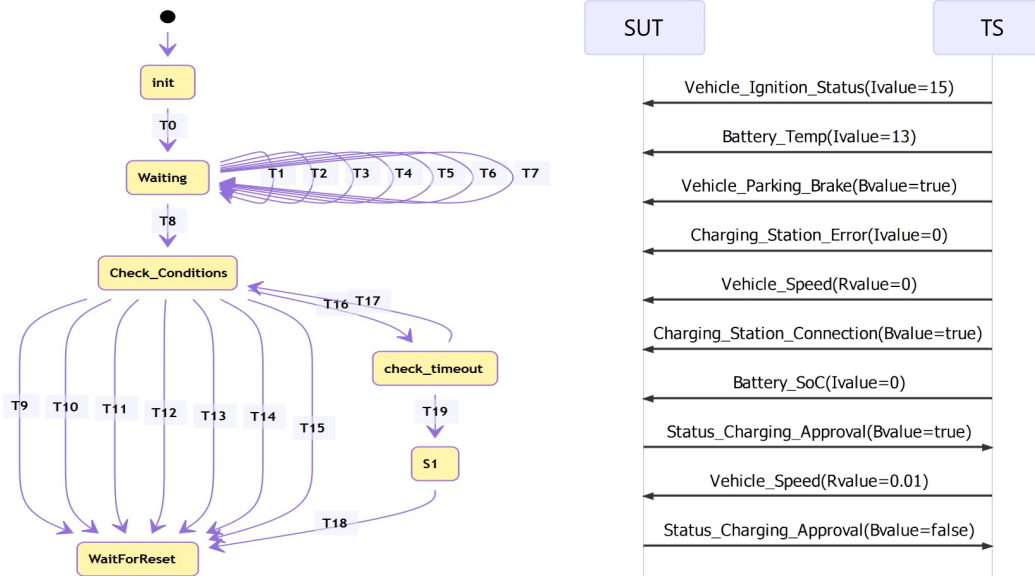 init
T0
Waiting
T1
T2
T3
T4
T5
T6
T7
T8
Check_Conditions
T16
T17
check_timeout
T9
T10
T11
T12
T13
T14
T15
T19
S1
T18
WaitForReset
SUT
TS
Vehicle_Ignition_Status(Ivalue=15)
Battery_Temp(Ivalue=13)
Vehicle_Parking_Brake(Bvalue=true)
Charging_Station_Error(Ivalue=0)
Vehicle_Speed(Rvalue=0)
Charging_Station_Connection(Bvalue=true)
Battery_SoC(Ivalue=0)
Status_Charging_Approval(Bvalue=true)
Vehicle_Speed(Rvalue=0.01)
Status_Charging_Approval(Bvalue=false)